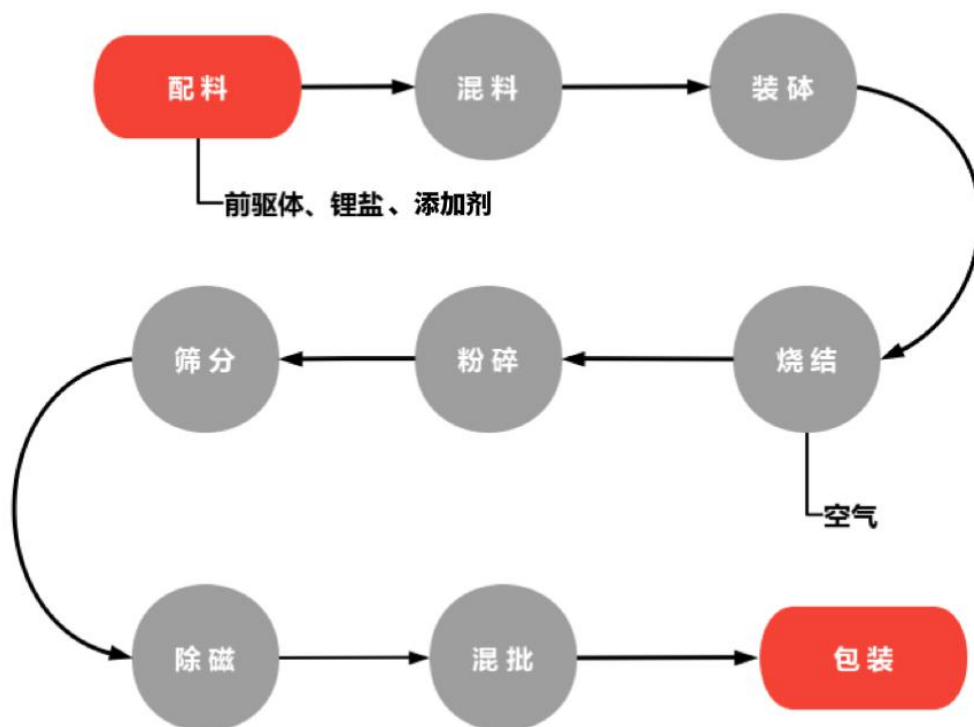 配料
混料
装钵
前驱体、锂盐、添加剂
筛分
粉碎
烧结
空气
除磁
混批
包装